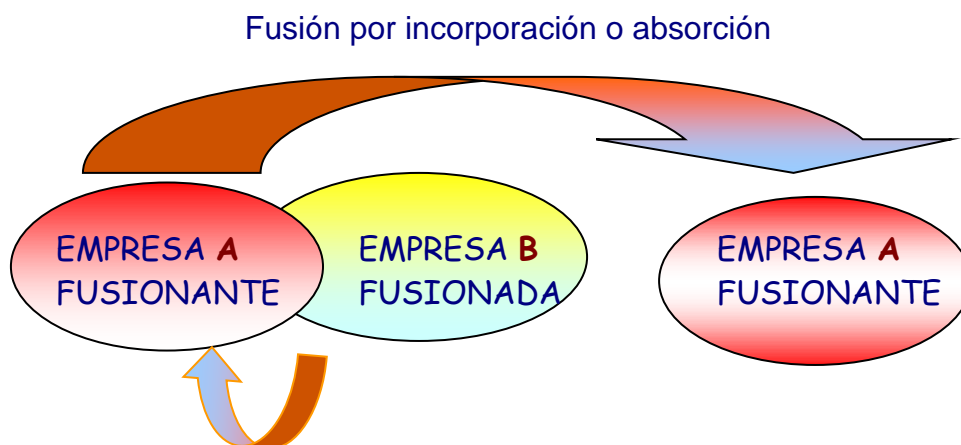 Fusión por incorporación o absorción
EMPRESA A
FUSIONANTE
EMPRESA B
FUSIONADA
EMPRESA A
FUSIONANTE